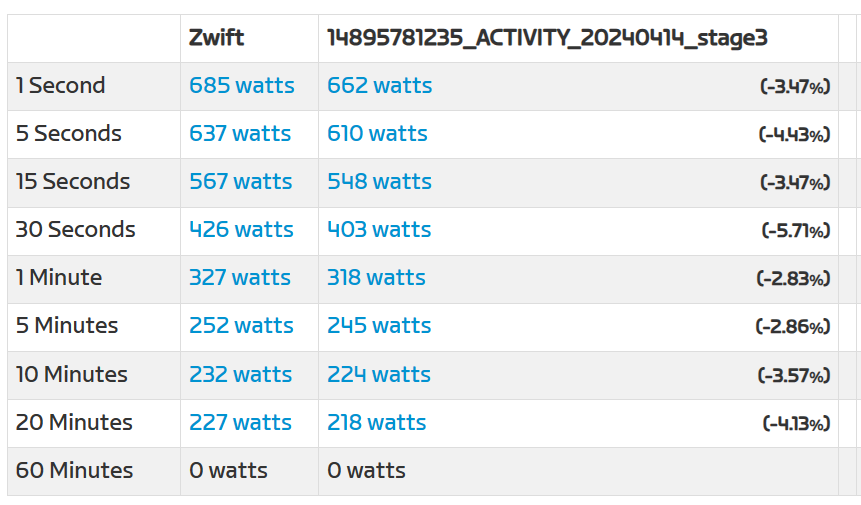 Zwift 14895781235_ACTIVITY_20240414_stage3
1 Second 685 watts 662 watts (-3.47%)
5 Seconds 637 watts 610 watts (-4.43%)
15 Seconds 567 watts 548 watts (-3.47%)
30 Seconds 426 watts 403 watts (-5.71%)
1 Minute 327 watts 318 watts (-2.83%)
5 Minutes 252 watts 245 watts (-2.86%)
10 Minutes 232 watts 224 watts (-3.57%)
20 Minutes 227 watts 218 watts (-4.13%)
60 Minutes 0 watts 0 watts